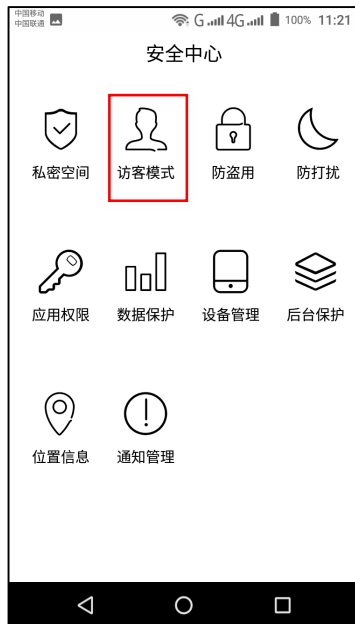 中国移动
中国联通
G 4G 100% 11:21
安全中心
私密空间 访客模式 防盗用 防打扰
应用权限 数据保护 设备管理 后台保护
位置信息 通知管理